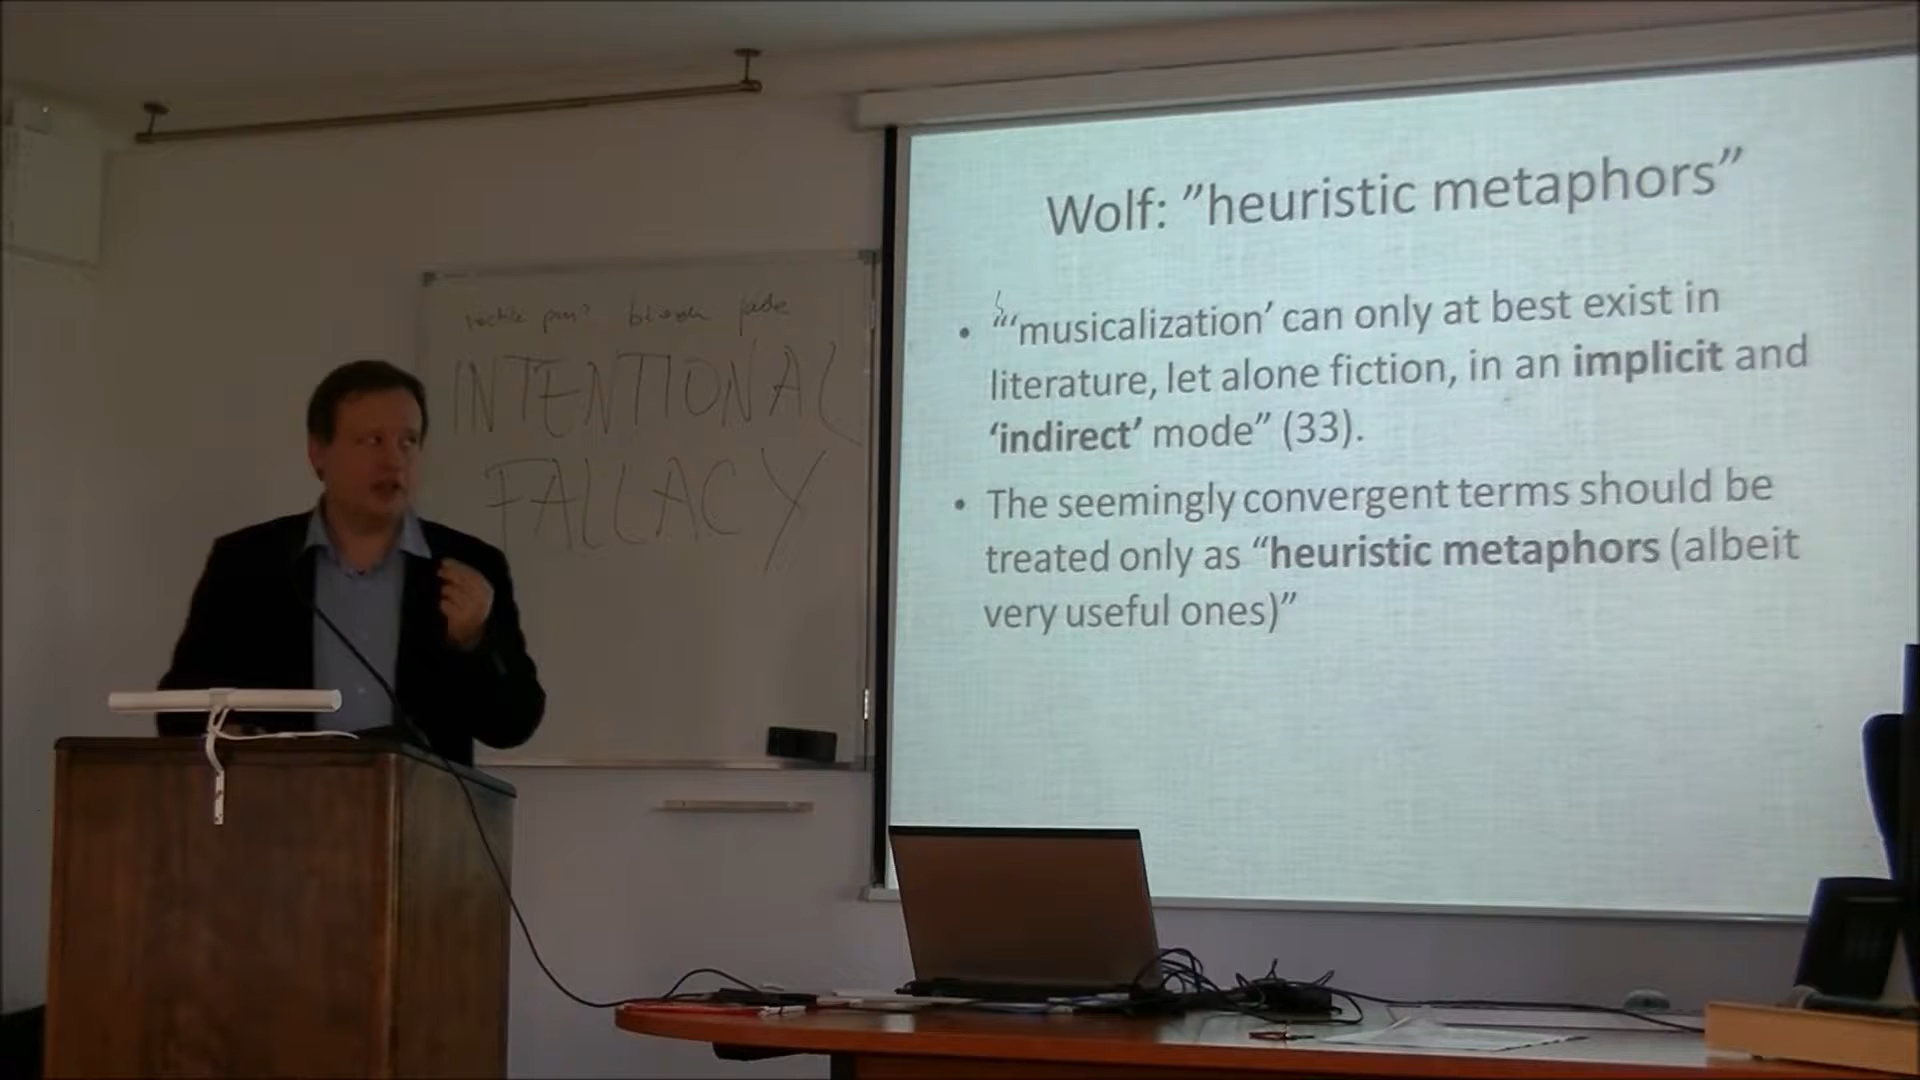 fade
INTENTIONAL
FALLACY
Wolf: ”heuristic metaphors”
• “‘musicalization’ can only at best exist in
literature, let alone fiction, in an implicit and
‘indirect’ mode” (33).
• The seemingly convergent terms should be
treated only as “heuristic metaphors (albeit
very useful ones)”